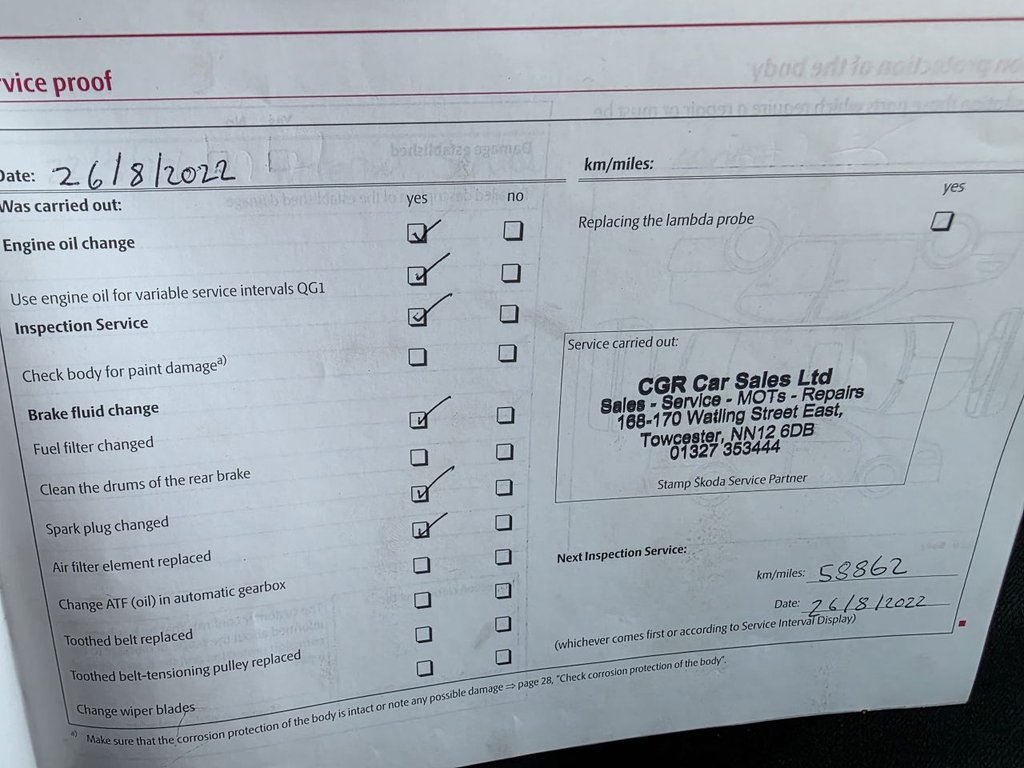 rvice proof
Date: 26/8/2022
Was carried out:
yes
no
Engine oil change
Use engine oil for variable service intervals QG1
Inspection Service
Check body for paint damage a)
Brake fluid change
Fuel filter changed
Clean the drums of the rear brake
Spark plug changed
Air filter element replaced
Change ATF (oil) in automatic gearbox
Toothed belt replaced
Toothed belt-tensioning pulley replaced
Change wiper blades
a) Make sure that the corrosion protection of the body is intact or note any possible damage ⇒ page 28, "Check corrosion protection of the body".
km/miles:
yes
Replacing the lambda probe
Service carried out:
CGR Car Sales Ltd
Sales - Service - MOTs - Repairs
168-170 Watling Street East,
Towcester, NN12 6DB
01327 353444
Stamp Škoda Service Partner
Next Inspection Service:
km/miles: 58862
Date: 26/8/2022
(whichever comes first or according to Service Interval Display)